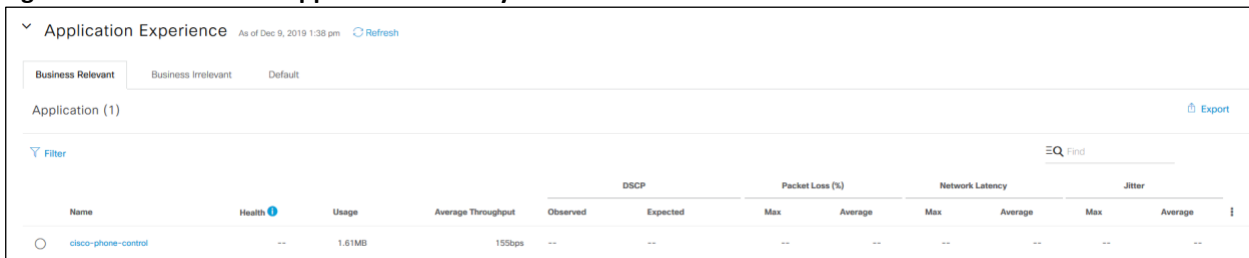 Application Experience As of Dec 9, 2019 1:38 pm Refresh
Business Relevant Business Irrelevant Default
Application (1) Export
Filter Find
DSCP Packet Loss (%) Network Latency Jitter
Name Health Usage Average Throughput Observed Expected Max Average Max Average Max Average
cisco-phone-control -- 1.61MB 155bps -- -- -- -- -- -- -- --